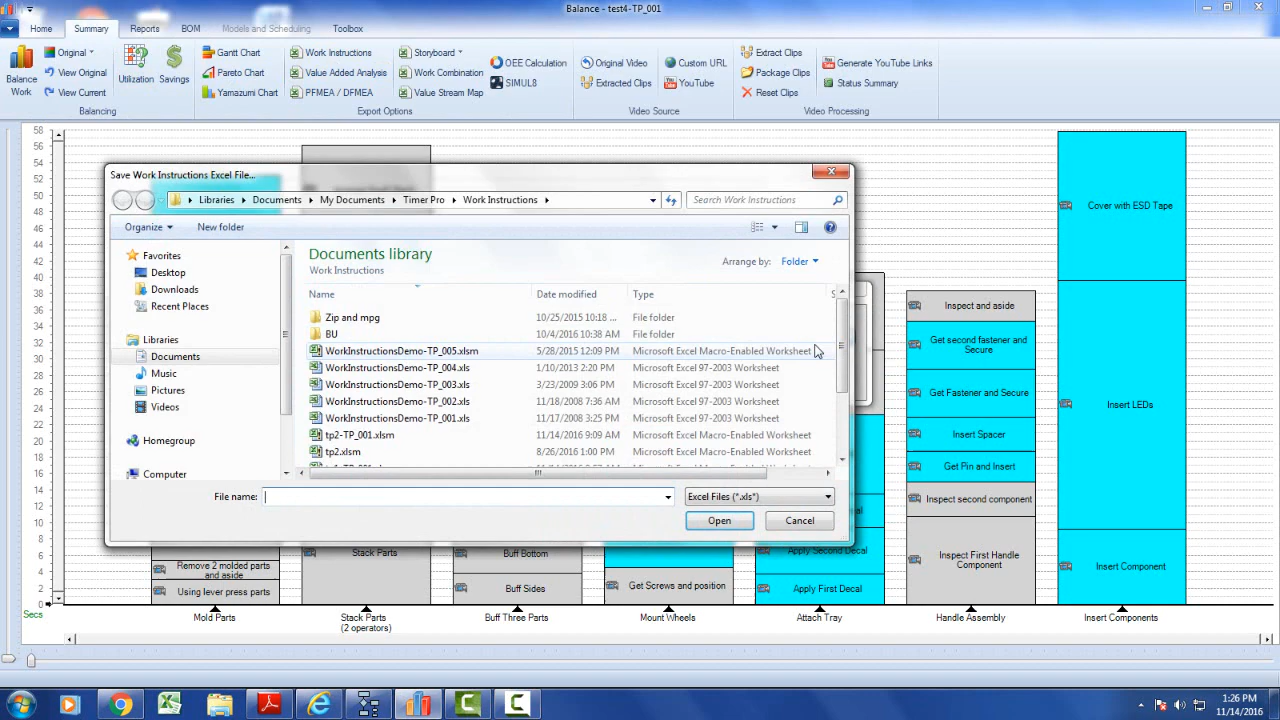 Balance - test4-TP_001
Home Summary Reports BOM Models and Scheduling Toolbox
Original Gantt Chart Work Instructions Storyboard OEE Calculation Original Video Custom URL Extract Clips Generate YouTube Links
Balance Work View Original Utilization Savings Pareto Chart Value Added Analysis Work Combination SIMUL8 Extracted Clips YouTube Package Clips Status Summary
View Current Yamazumi Chart PFMEA / DFMEA Value Stream Map Reset Clips
Balancing Export Options Video Source Video Processing
58
56
54
52
50
48
46
44
42
40
38
36
34
32
30
28
26
24
22
20
18
16
14
12
10
8
6
4
2
0
Secs
Save Work Instructions Excel File...
Libraries Documents My Documents Timer Pro Work Instructions Search Work Instructions
Organize New folder
Favorites
Desktop
Downloads
Recent Places
Libraries
Documents
Music
Pictures
Videos
Homegroup
Computer
Documents library
Work Instructions
Arrange by: Folder
Name Date modified Type S
Zip and mpg 10/25/2015 10:18 ... File folder
BU 10/4/2016 10:38 AM File folder
WorkInstructionsDemo-TP_005.xlsm 5/28/2015 12:09 PM Microsoft Excel Macro-Enabled Worksheet
WorkInstructionsDemo-TP_004.xls 1/10/2013 2:20 PM Microsoft Excel 97-2003 Worksheet
WorkInstructionsDemo-TP_003.xls 3/23/2009 3:06 PM Microsoft Excel 97-2003 Worksheet
WorkInstructionsDemo-TP_002.xls 11/18/2008 7:36 AM Microsoft Excel 97-2003 Worksheet
WorkInstructionsDemo-TP_001.xls 11/17/2008 3:25 PM Microsoft Excel 97-2003 Worksheet
tp2-TP_001.xlsm 11/14/2016 9:09 AM Microsoft Excel Macro-Enabled Worksheet
tp2.xlsm 8/26/2016 1:00 PM Microsoft Excel Macro-Enabled Worksheet
File name: Excel Files (*.xls*)
Open Cancel
Remove 2 molded parts
and aside
Using lever press parts
Stack Parts
Buff Bottom
Buff Sides
Get Screws and position
Apply Second Decal
Apply First Decal
Inspect and aside
Get second fastener and
Secure
Get Fastener and Secure
Insert Spacer
Get Pin and Insert
Inspect second component
Inspect First Handle
Component
Cover with ESD Tape
Insert LEDs
Insert Component
Mold Parts Stack Parts Buff Three Parts Mount Wheels Attach Tray Handle Assembly Insert Components
(2 operators)
1:26 PM
11/14/2016